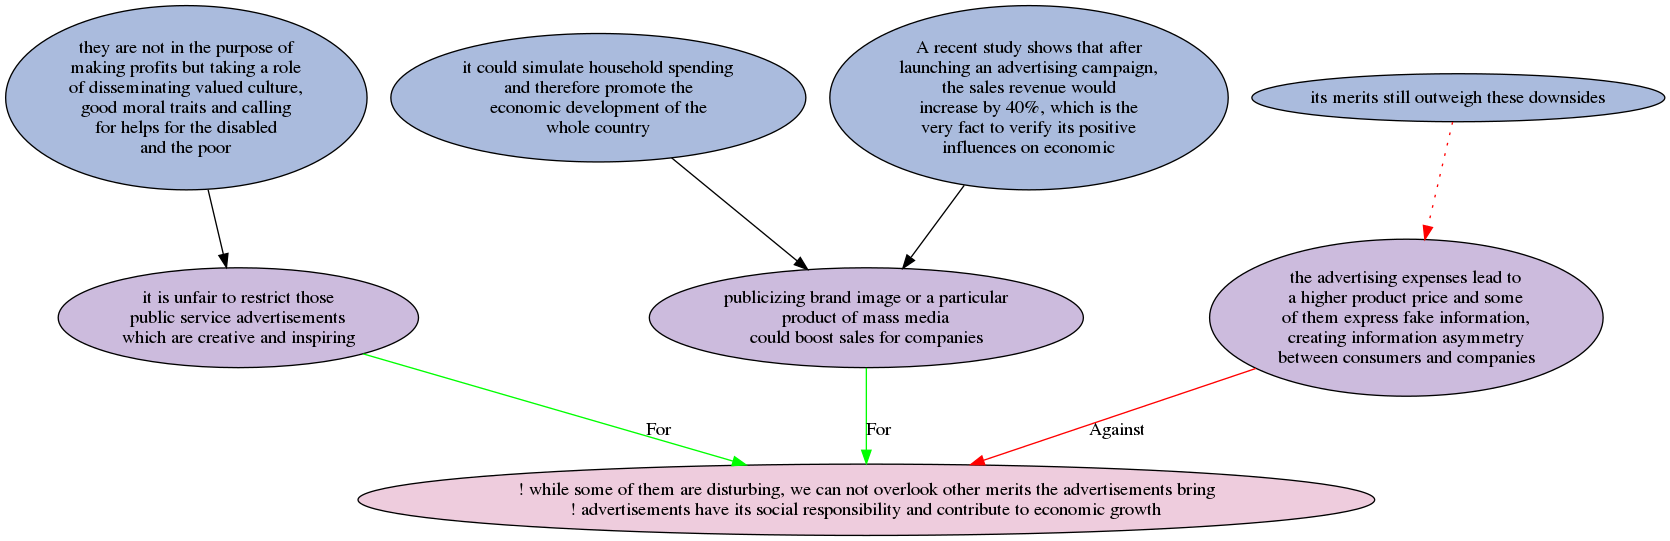 they are not in the purpose of
making profits but taking a role
of disseminating valued culture,
good moral traits and calling
for helps for the disabled
and the poor
it could simulate household spending
and therefore promote the
economic development of the
whole country
A recent study shows that after
launching an advertising campaign,
the sales revenue would
increase by 40%, which is the
very fact to verify its positive
influences on economic
its merits still outweigh these downsides
it is unfair to restrict those
public service advertisements
which are creative and inspiring
publicizing brand image or a particular
product of mass media
could boost sales for companies
the advertising expenses lead to
a higher product price and some
of them express fake information,
creating information asymmetry
between consumers and companies
For
For
Against
! while some of them are disturbing, we can not overlook other merits the advertisements bring
! advertisements have its social responsibility and contribute to economic growth